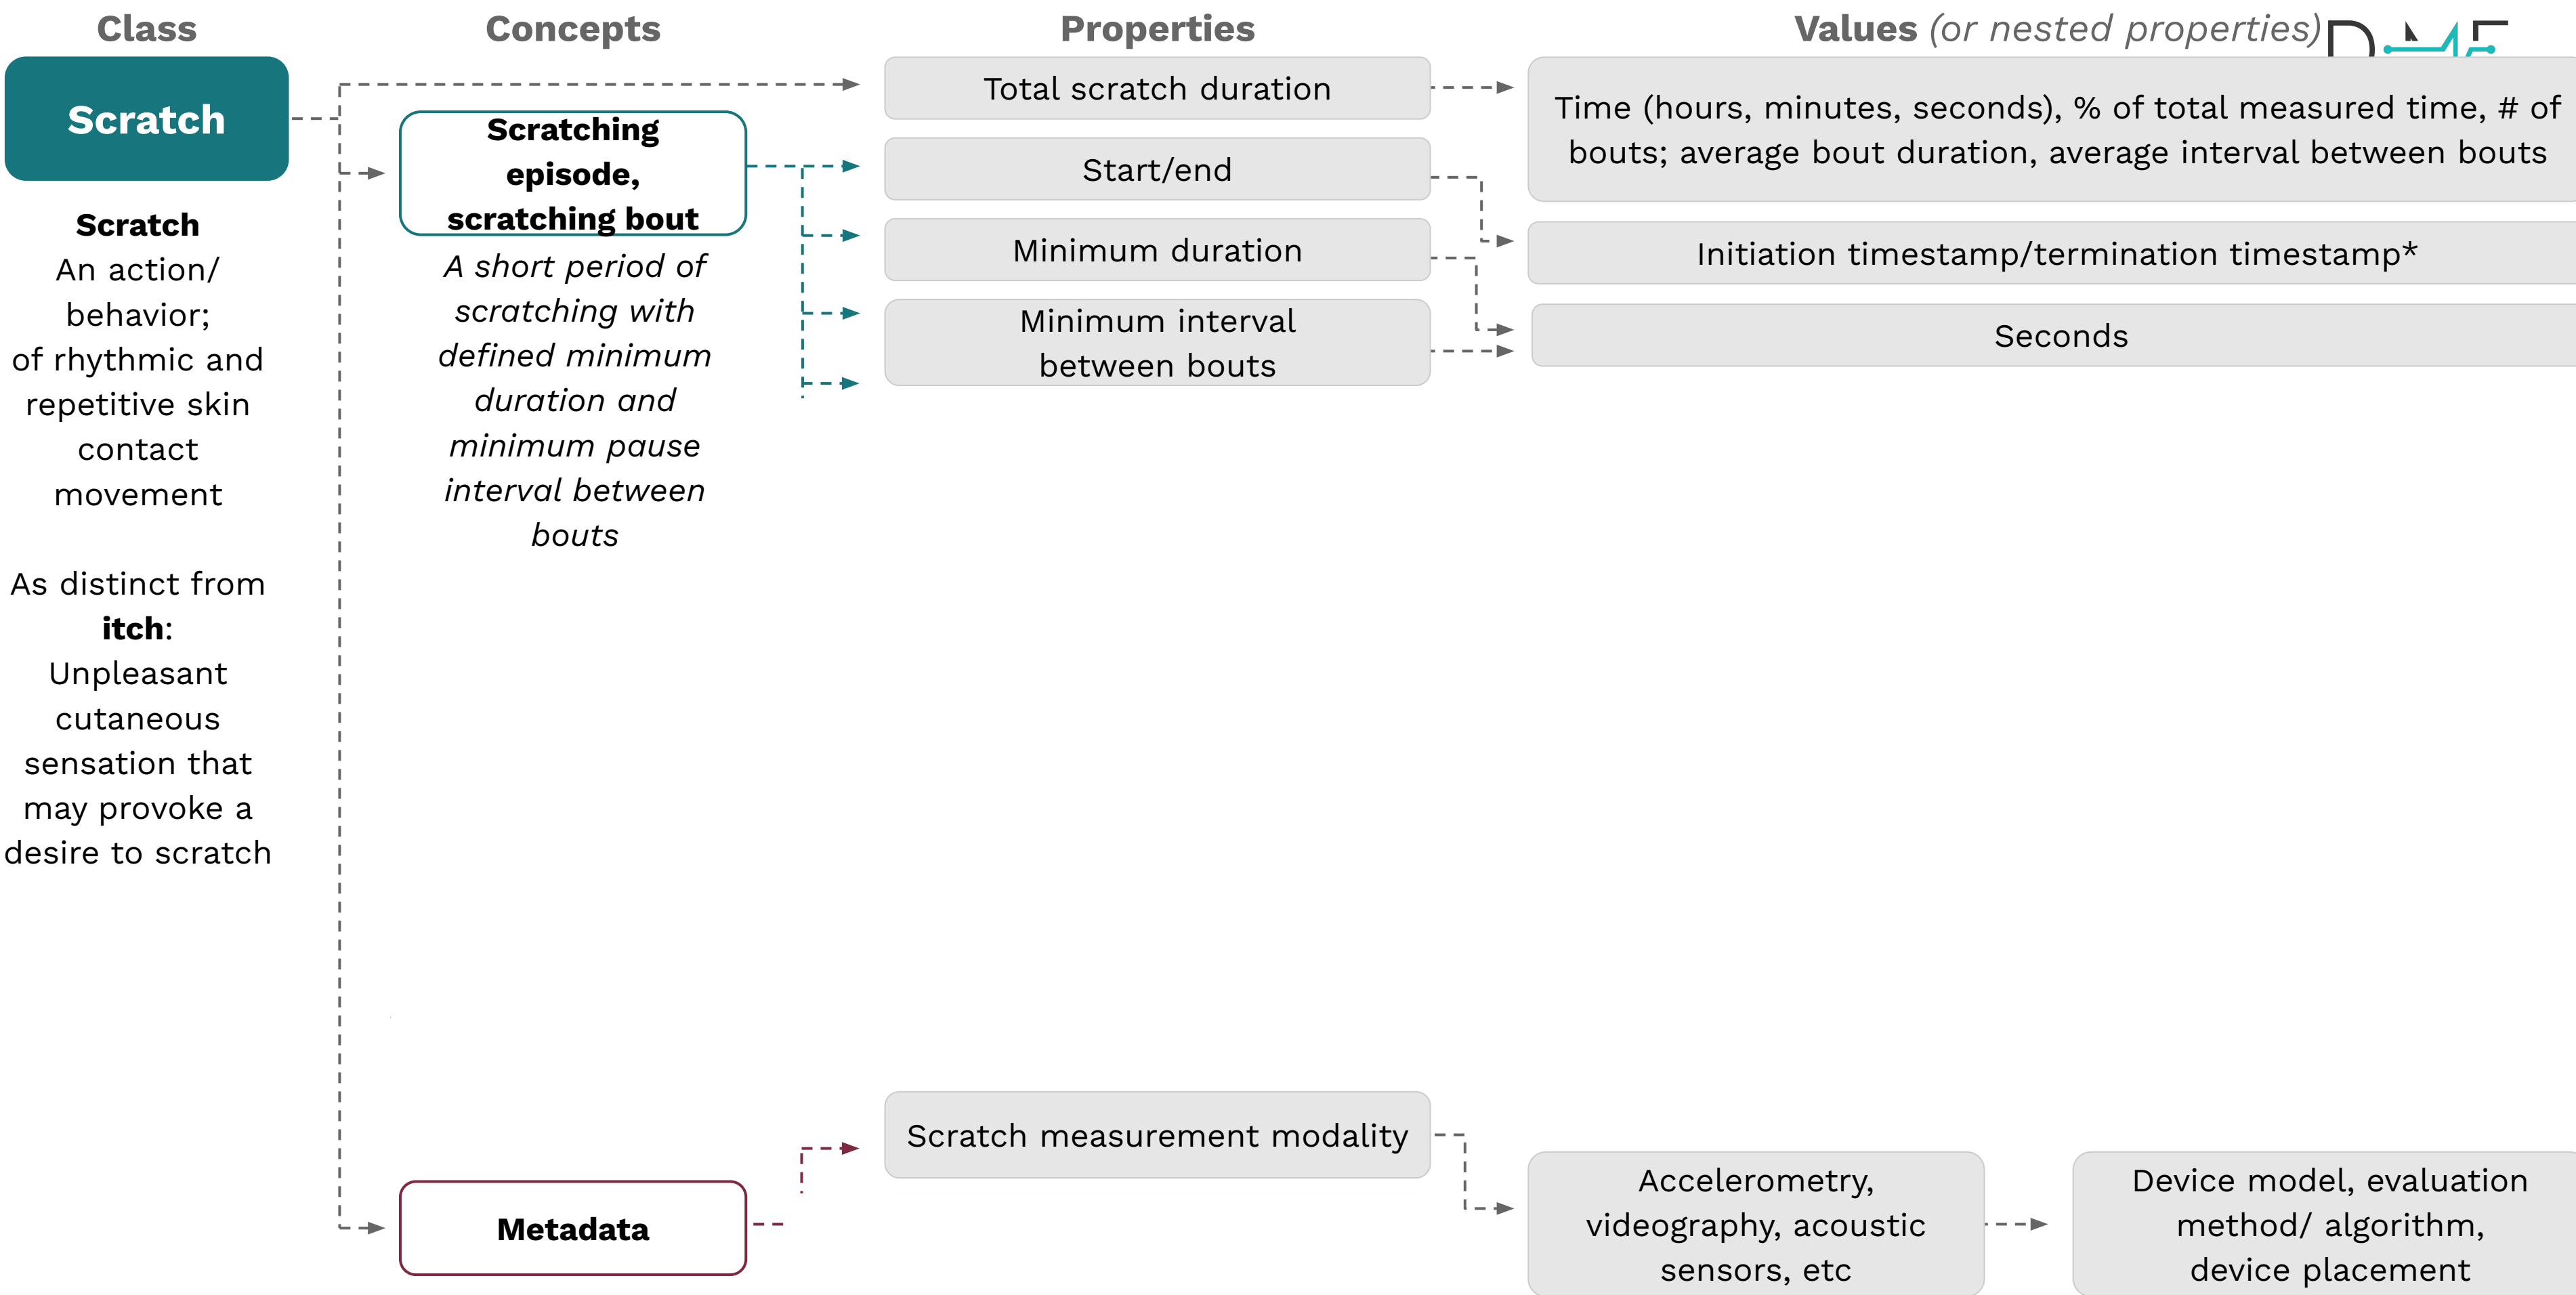 Class
Concepts
Properties
Values (or nested properties)
Scratch
Scratch
An action/
behavior;
of rhythmic and
repetitive skin
contact
movement
As distinct from
itch:
Unpleasant
cutaneous
sensation that
may provoke a
desire to scratch
Scratching
episode,
scratching bout
A short period of
scratching with
defined minimum
duration and
minimum pause
interval between
bouts
Total scratch duration
Start/end
Minimum duration
Minimum interval
between bouts
Time (hours, minutes, seconds), % of total measured time, # of
bouts; average bout duration, average interval between bouts
Initiation timestamp/termination timestamp*
Seconds
Metadata
Scratch measurement modality
Accelerometry,
videography, acoustic
sensors, etc
Device model, evaluation
method/ algorithm,
device placement